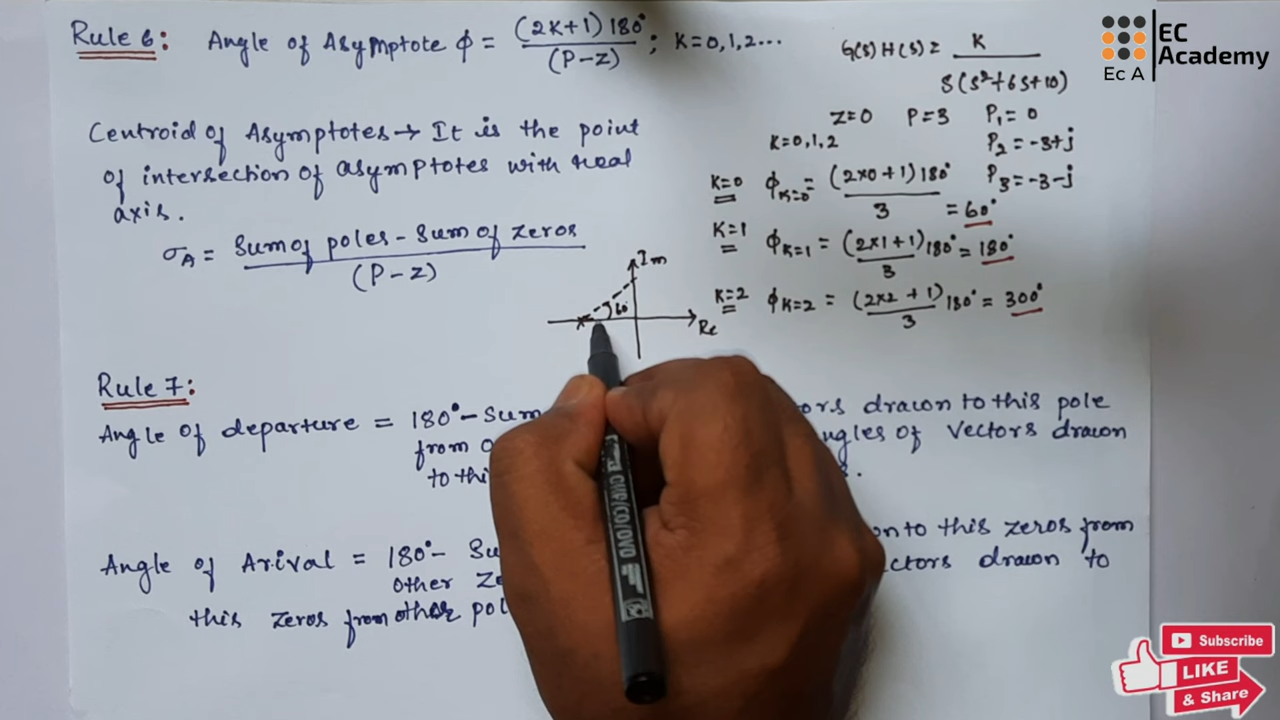 Rule 6: Angle of Asymptote ϕ = (2K+1) 180° / (P-Z) ; K=0,1,2...
Centroid of Asymptotes → It is the point
of intersection of asymptotes with real
axis.
σA = Sum of poles - Sum of zeros / (P-Z)
Im
60°
Re
G(s) H(s) = K / S(S²+6S+10)
Z=0 P=3 P1 = 0
K=0,1,2 P2 = -3+j
P3 = -3-j
K=0 ϕK=0 = (2×0+1)180° / 3 = 60°
K=1 ϕK=1 = (2×1+1)180° / 3 = 180°
K=2 ϕK=2 = (2×2+1)180° / 3 = 300°
Rule 7:
Angle of departure = 180° - Sum ors drawn to this pole
from ngles of Vectors drawn
to thi
Angle of Arival = 180° - Su on to this zeros from
other ze ctors drawn to
this zeros from other pol
EC
Academy
Ec A
Subscribe
LIKE
& Share